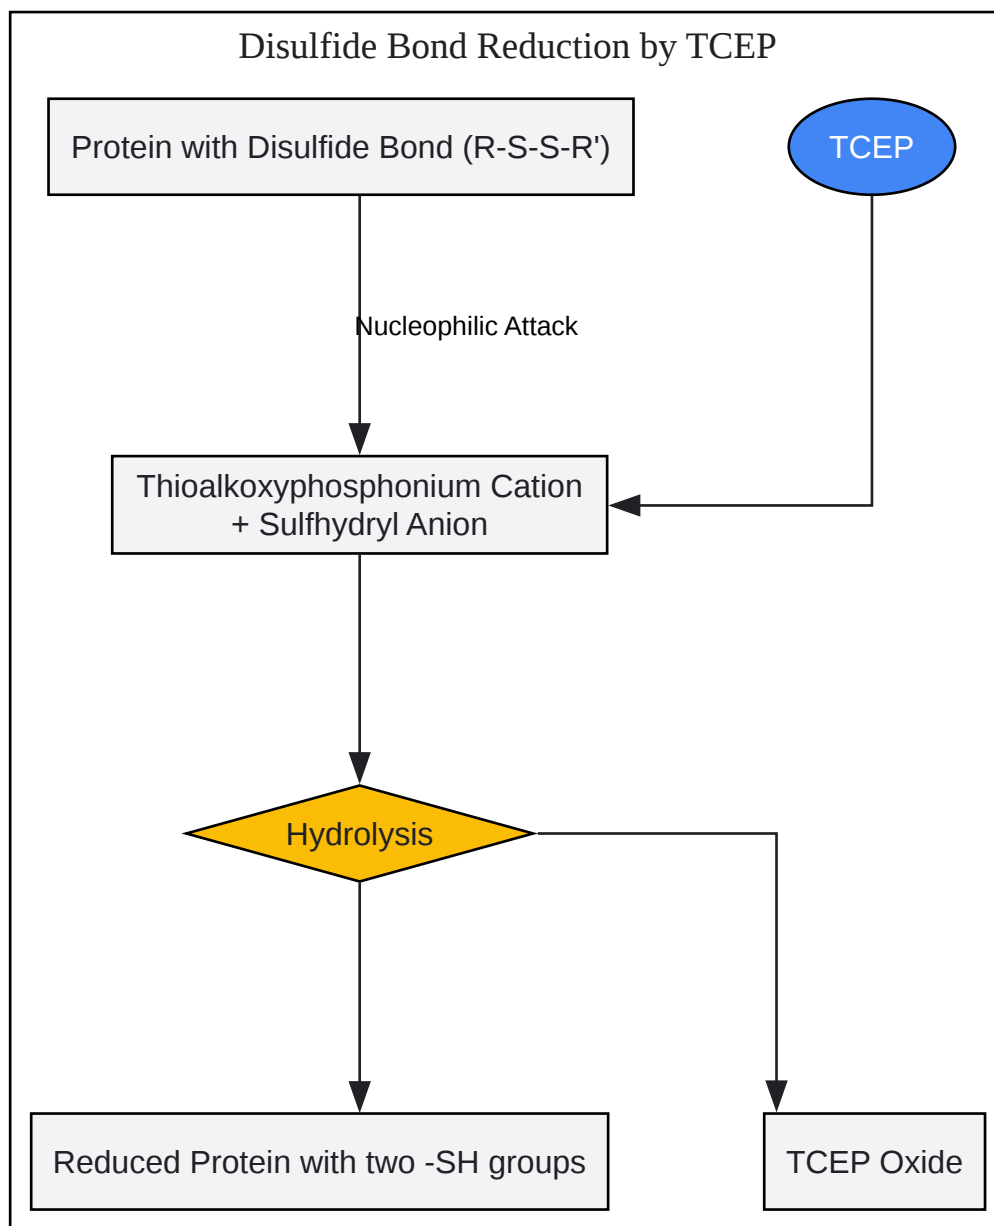 Disulfide Bond Reduction by TCEP
Protein with Disulfide Bond (R-S-S-R')
TCEP
Nucleophilic Attack
Thioalkoxyphosphonium Cation
+ Sulfhydryl Anion
Hydrolysis
Reduced Protein with two -SH groups
TCEP Oxide